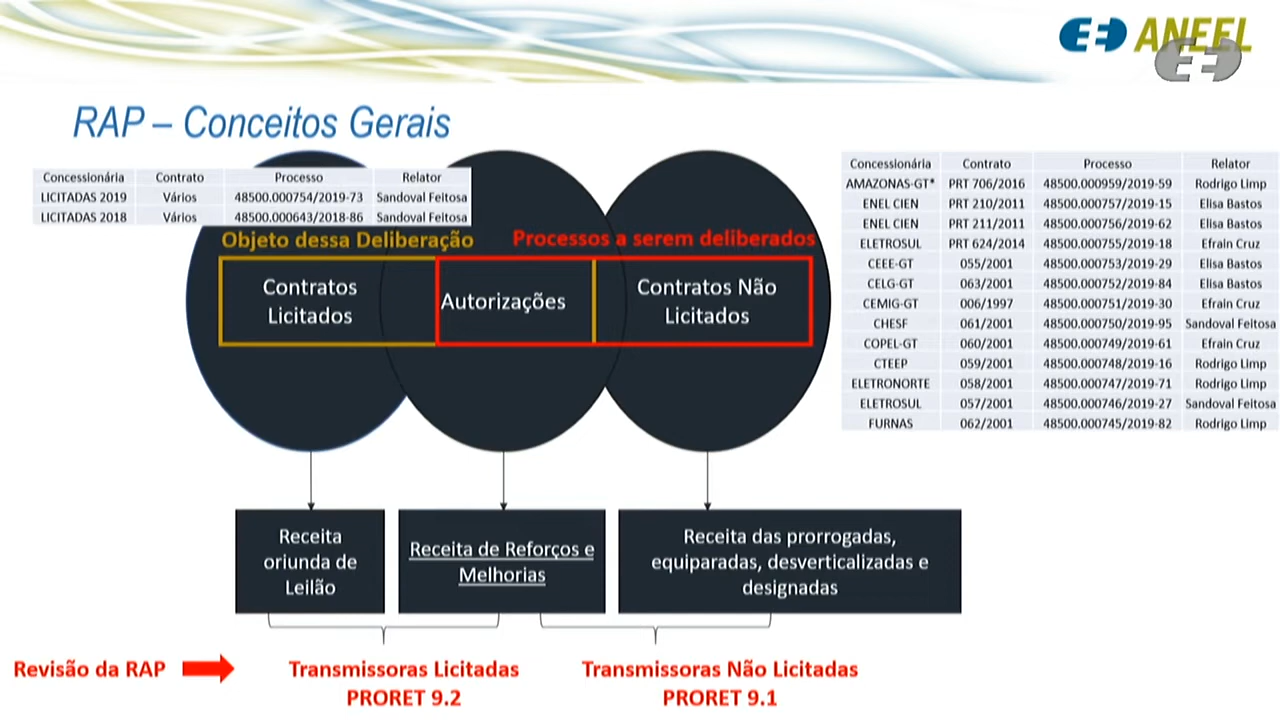 ANEEL
RAP – Conceitos Gerais
Concessionária Contrato Processo Relator
LICITADAS 2019 Vários 48500.000754/2019-73 Sandoval Feitosa
LICITADAS 2018 Vários 48500.000643/2018-86 Sandoval Feitosa
Concessionária Contrato Processo Relator
AMAZONAS-GT* PRT 706/2016 48500.000959/2019-59 Rodrigo Limp
ENEL CIEN PRT 210/2011 48500.000757/2019-15 Elisa Bastos
ENEL CIEN PRT 211/2011 48500.000756/2019-62 Elisa Bastos
ELETROSUL PRT 624/2014 48500.000755/2019-18 Efrain Cruz
CEEE-GT 055/2001 48500.000753/2019-29 Elisa Bastos
CELG-GT 063/2001 48500.000752/2019-84 Elisa Bastos
CEMIG-GT 006/1997 48500.000751/2019-30 Efrain Cruz
CHESF 061/2001 48500.000750/2019-95 Sandoval Feitosa
COPEL-GT 060/2001 48500.000749/2019-61 Efrain Cruz
CTEEP 059/2001 48500.000748/2019-16 Rodrigo Limp
ELETRONORTE 058/2001 48500.000747/2019-71 Rodrigo Limp
ELETROSUL 057/2001 48500.000746/2019-27 Sandoval Feitosa
FURNAS 062/2001 48500.000745/2019-82 Rodrigo Limp
Objeto dessa Deliberação
Processos a serem deliberados
Contratos
Licitados
Autorizações
Contratos Não
Licitados
Receita
oriunda de
Leilão
Receita de Reforços e
Melhorias
Receita das prorrogadas,
equiparadas, desverticalizadas e
designadas
Revisão da RAP
Transmissoras Licitadas
PRORET 9.2
Transmissoras Não Licitadas
PRORET 9.1